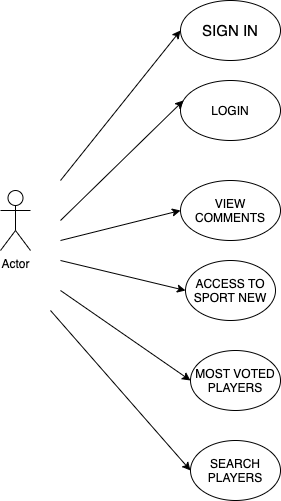 SIGN IN
LOGIN
VIEW
COMMENTS
Actor
ACCESS TO
SPORT NEW
MOST VOTED
PLAYERS
SEARCH
PLAYERS